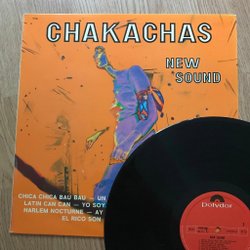 CHAKACHAS
NEW
SOUND
CHICA CHICA BAU BAU — UN
LATIN CAN CAN — YO SOY
HARLEM NOCTURNE — AY
EL RICO SON
Polydor